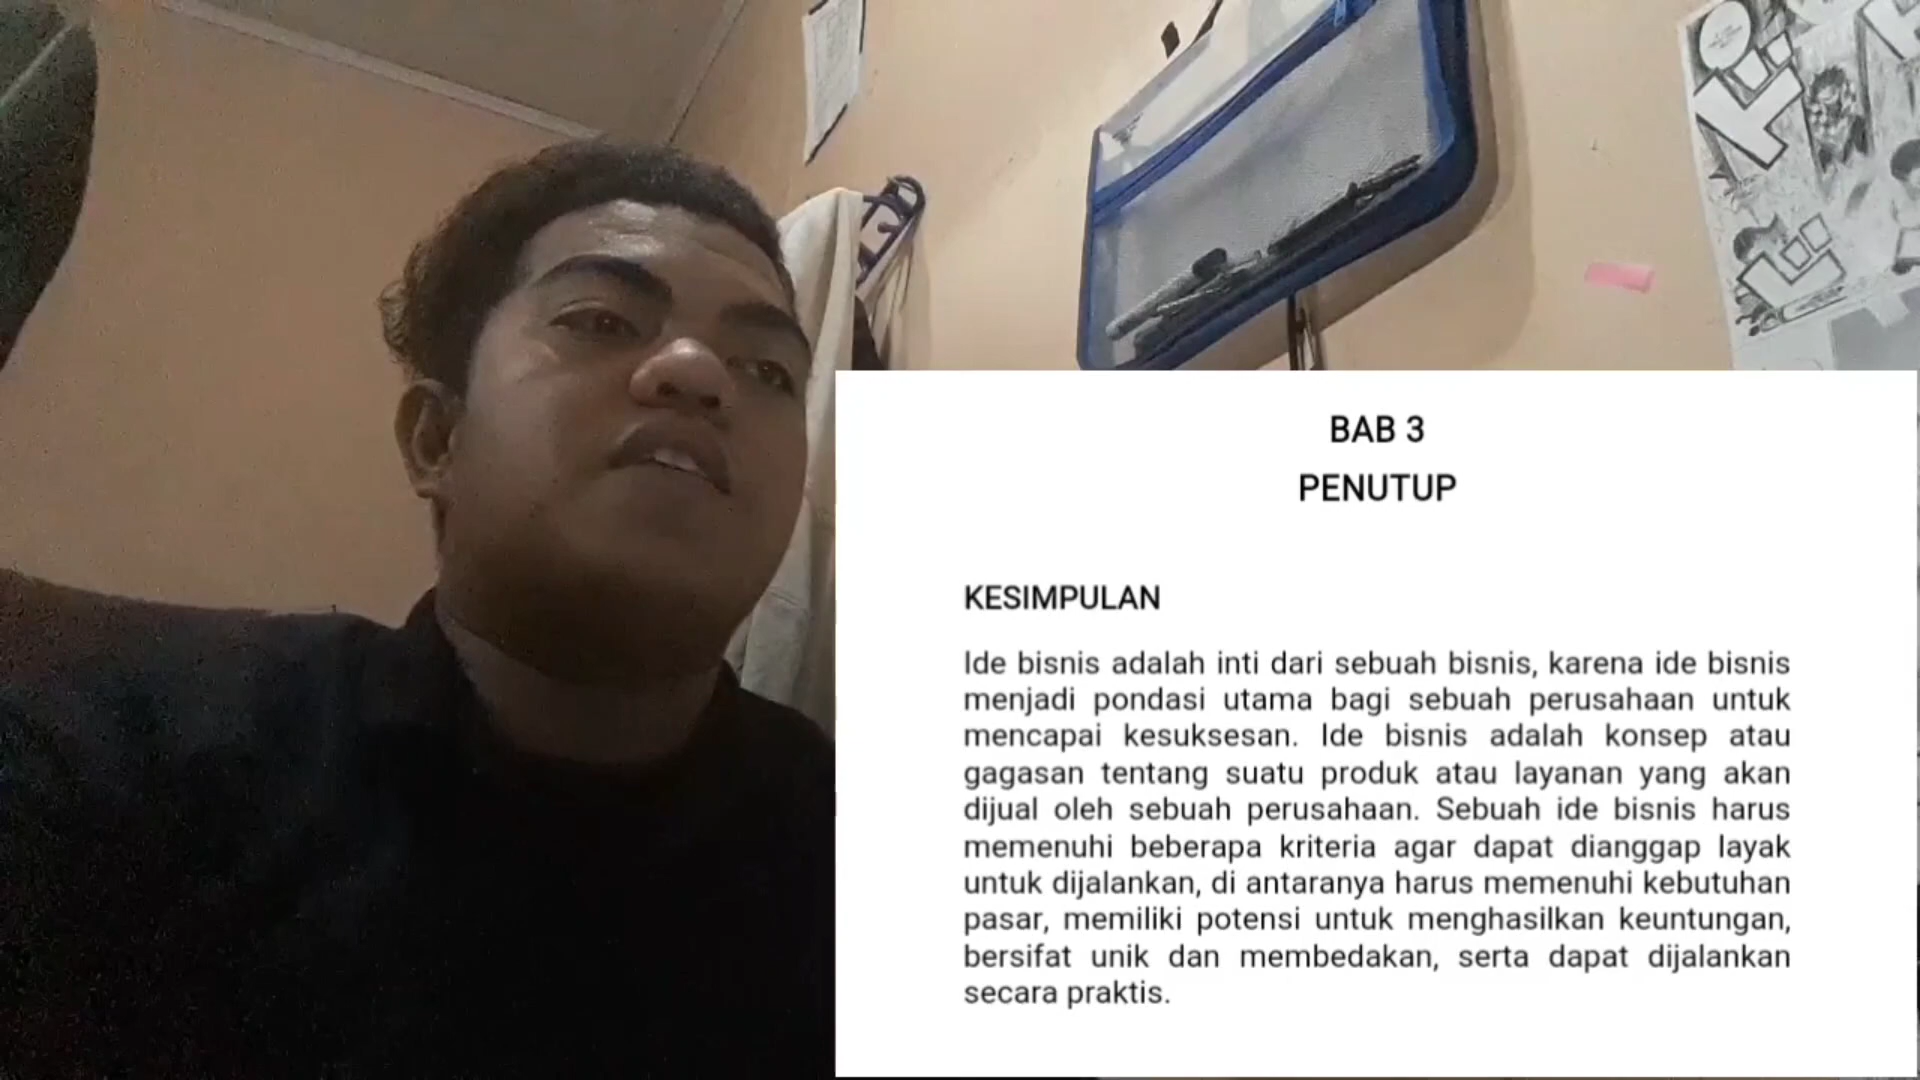 BAB 3
PENUTUP
KESIMPULAN
Ide bisnis adalah inti dari sebuah bisnis, karena ide bisnis
menjadi pondasi utama bagi sebuah perusahaan untuk
mencapai kesuksesan. Ide bisnis adalah konsep atau
gagasan tentang suatu produk atau layanan yang akan
dijual oleh sebuah perusahaan. Sebuah ide bisnis harus
memenuhi beberapa kriteria agar dapat dianggap layak
untuk dijalankan, di antaranya harus memenuhi kebutuhan
pasar, memiliki potensi untuk menghasilkan keuntungan,
bersifat unik dan membedakan, serta dapat dijalankan
secara praktis.